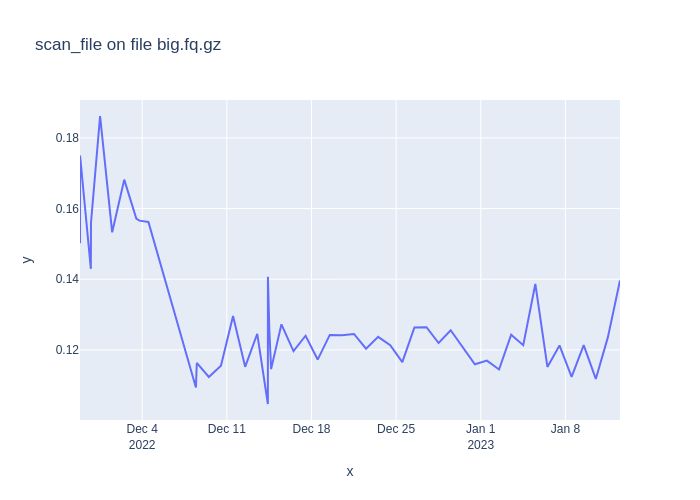 scan_file on file big.fq.gz
0.18
0.16
0.14
0.12
y
Dec 4
2022
Dec 11
Dec 18
Dec 25
Jan 1
2023
Jan 8
x